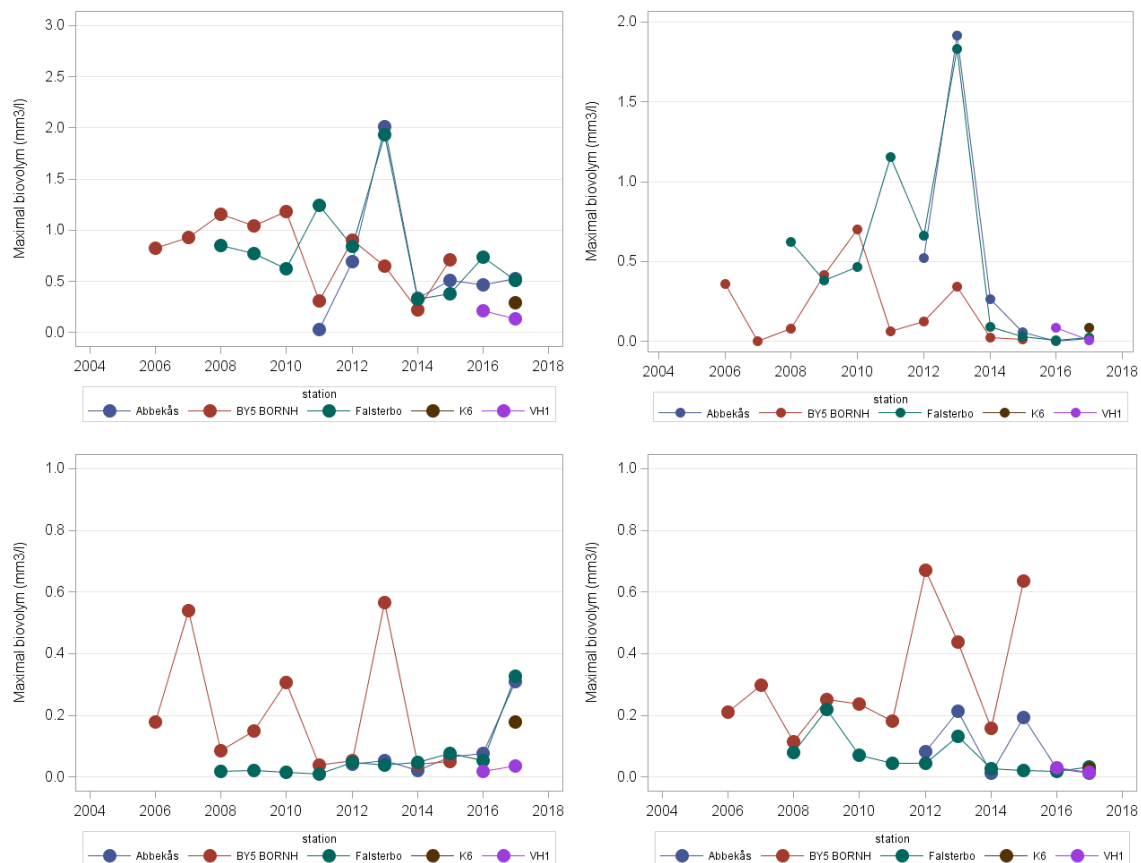 Maximal biovolym (mm3/l)
3.0
2.5
2.0
1.5
1.0
0.5
0.0
2004 2006 2008 2010 2012 2014 2016 2018
station
Abbekås BY5 BORNH Falsterbo K6 VH1
Maximal biovolym (mm3/l)
2.0
1.5
1.0
0.5
0.0
2004 2006 2008 2010 2012 2014 2016 2018
station
Abbekås BY5 BORNH Falsterbo K6 VH1
Maximal biovolym (mm3/l)
1.0
0.8
0.6
0.4
0.2
0.0
2004 2006 2008 2010 2012 2014 2016 2018
station
Abbekås BY5 BORNH Falsterbo K6 VH1
Maximal biovolym (mm3/l)
1.0
0.8
0.6
0.4
0.2
0.0
2004 2006 2008 2010 2012 2014 2016 2018
station
Abbekås BY5 BORNH Falsterbo K6 VH1